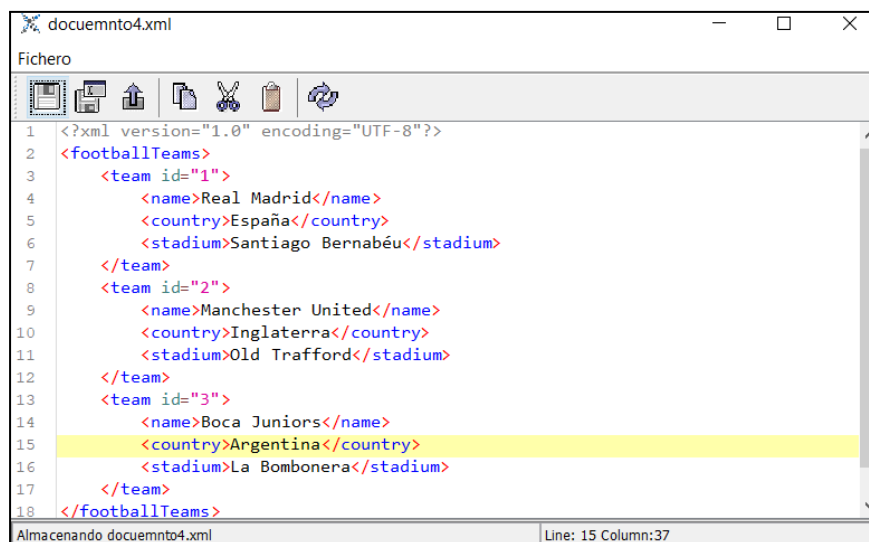 docuemnto4.xml
Fichero
1 <?xml version="1.0" encoding="UTF-8"?>
2 <footballTeams>
3     <team id="1">
4         <name>Real Madrid</name>
5         <country>España</country>
6         <stadium>Santiago Bernabéu</stadium>
7     </team>
8     <team id="2">
9         <name>Manchester United</name>
10         <country>Inglaterra</country>
11         <stadium>Old Trafford</stadium>
12     </team>
13     <team id="3">
14         <name>Boca Juniors</name>
15         <country>Argentina</country>
16         <stadium>La Bombonera</stadium>
17     </team>
18 </footballTeams>
Almacenando docuemnto4.xml Line: 15 Column:37